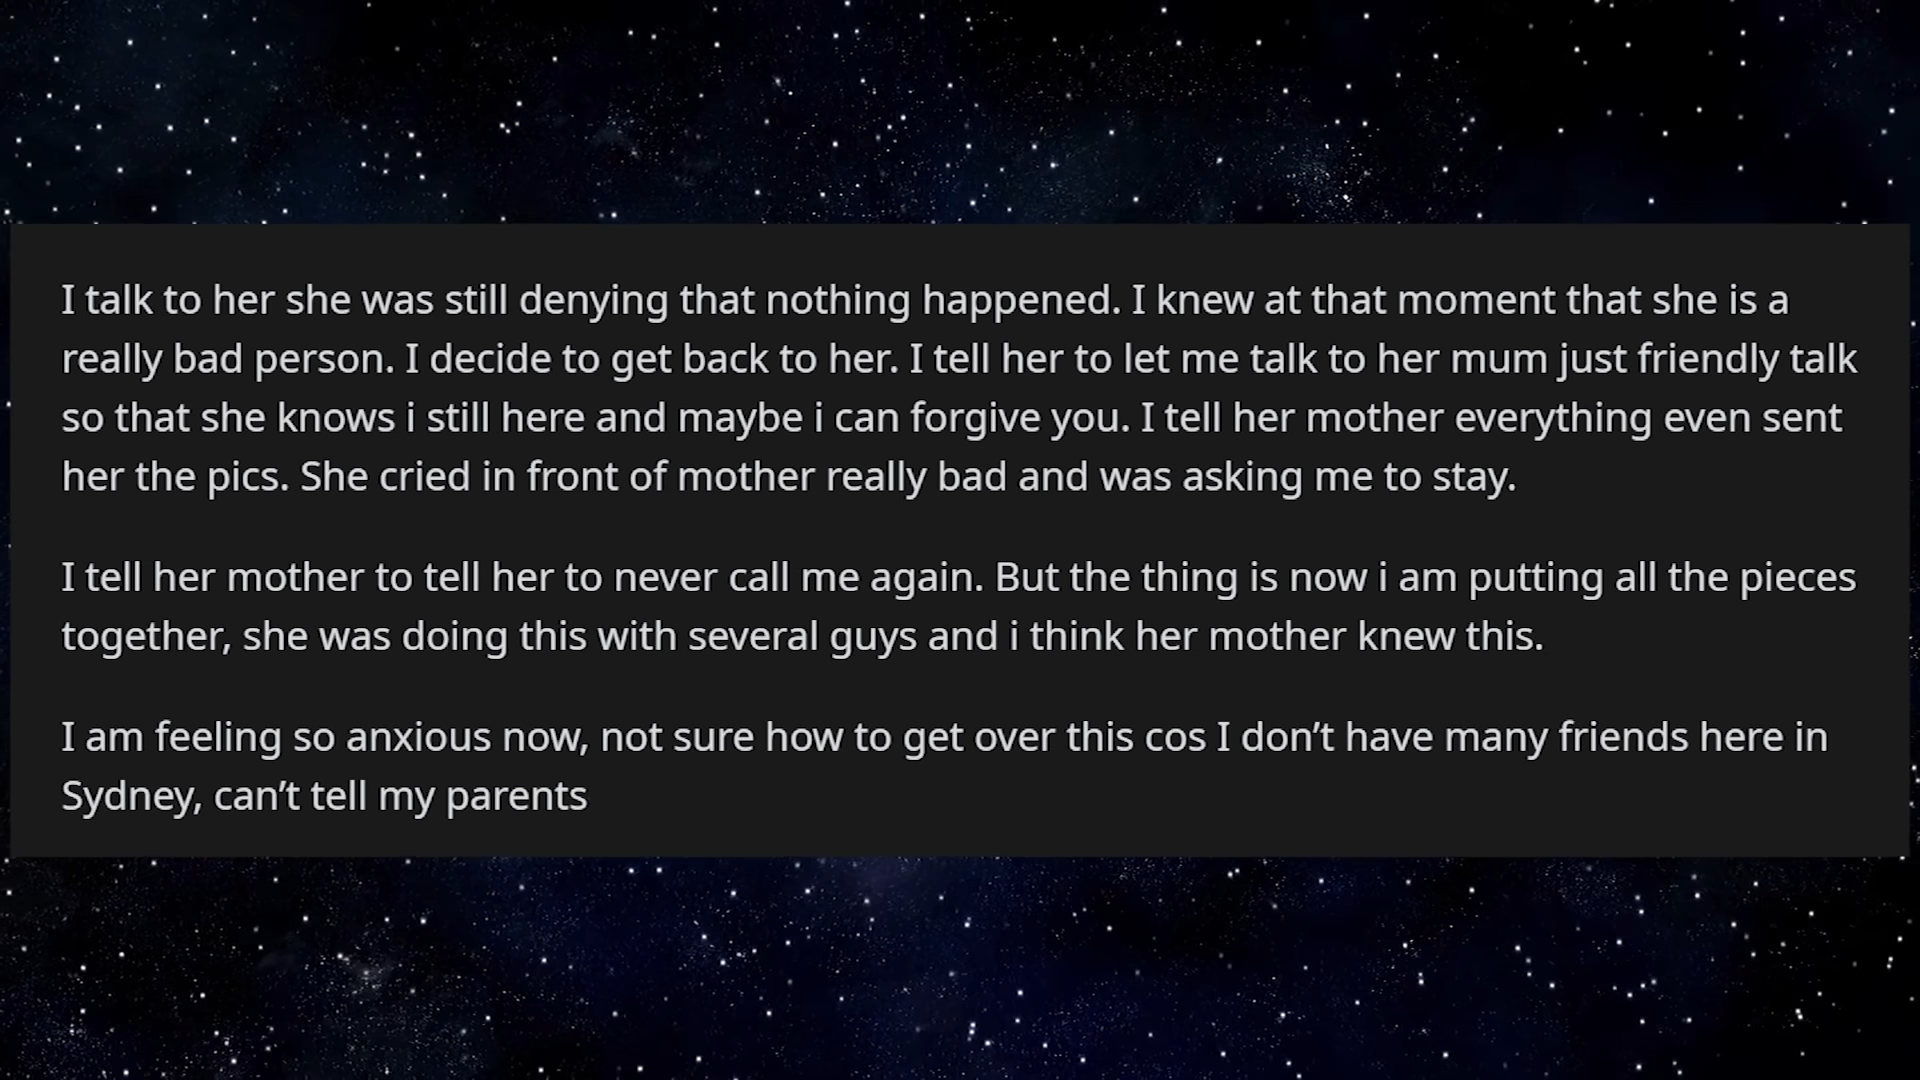 I talk to her she was still denying that nothing happened. I knew at that moment that she is a
really bad person. I decide to get back to her. I tell her to let me talk to her mum just friendly talk
so that she knows i still here and maybe i can forgive you. I tell her mother everything even sent
her the pics. She cried in front of mother really bad and was asking me to stay.
I tell her mother to tell her to never call me again. But the thing is now i am putting all the pieces
together, she was doing this with several guys and i think her mother knew this.
I am feeling so anxious now, not sure how to get over this cos I don’t have many friends here in
Sydney, can’t tell my parents